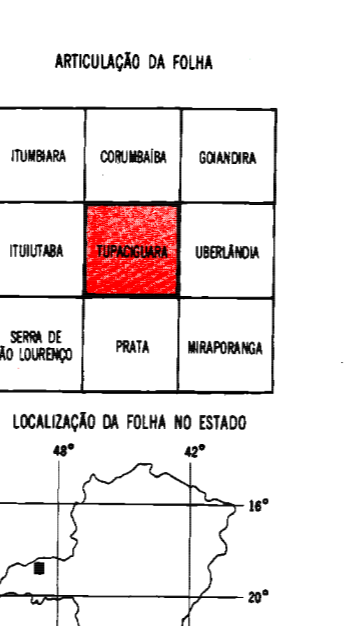 ARTICULAÇÃO DA FOLHA
ITUMBIARA CORUMBAÍBA GOIANDIRA
ITUIUTABA TUPACIGUARA UBERLÂNDIA
SERRA DE
ÃO LOURENÇO PRATA MIRAPORANGA
LOCALIZAÇÃO DA FOLHA NO ESTADO
48° 42°
16°
20°